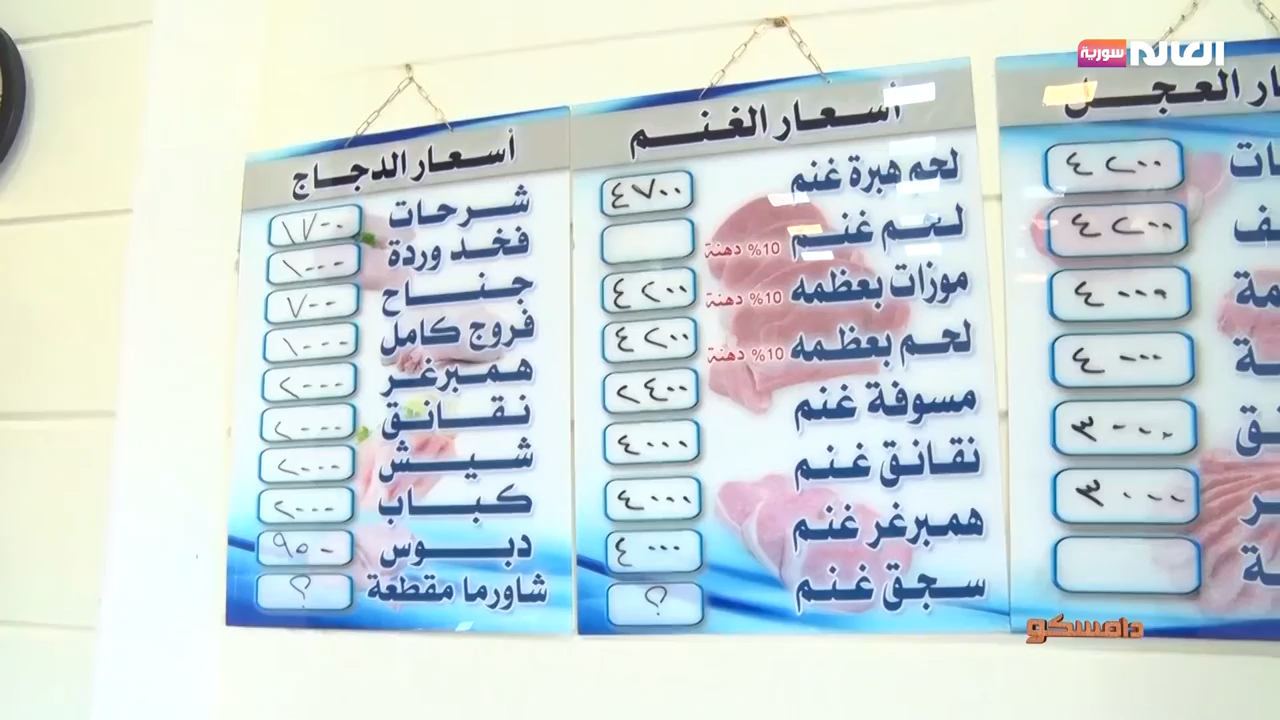 العالم سورية
أسعار العجل
٤٢٠٠
٤٢٠٠
٤٠٠٠
٤٠٠٠
٣٠٠٠
٣٠٠٠
أسعار الغنم
لحم هبرة غنم ٤٧٠٠
لحم غنم 10% دهنة
موزات بعظمه 10% دهنة ٤٢٠٠
لحم بعظمه 10% دهنة ٤٢٠٠
مسوفة غنم ٢٤٠٠
نقانق غنم ٤٠٠٠
همبرغر غنم ٤٠٠٠
سجق غنم ٤٠٠٠
؟
أسعار الدجاج
شرحات ١٧٠٠
فخد وردة ١٠٠٠
جناح ٧٠٠
فروج كامل ١٠٠٠
همبرغر ٢٠٠٠
نقانق ٢٠٠٠
شيش ٢٠٠٠
كباب ٢٠٠٠
دبوس ٩٥٠
شاورما مقطعة ؟
دامسكو